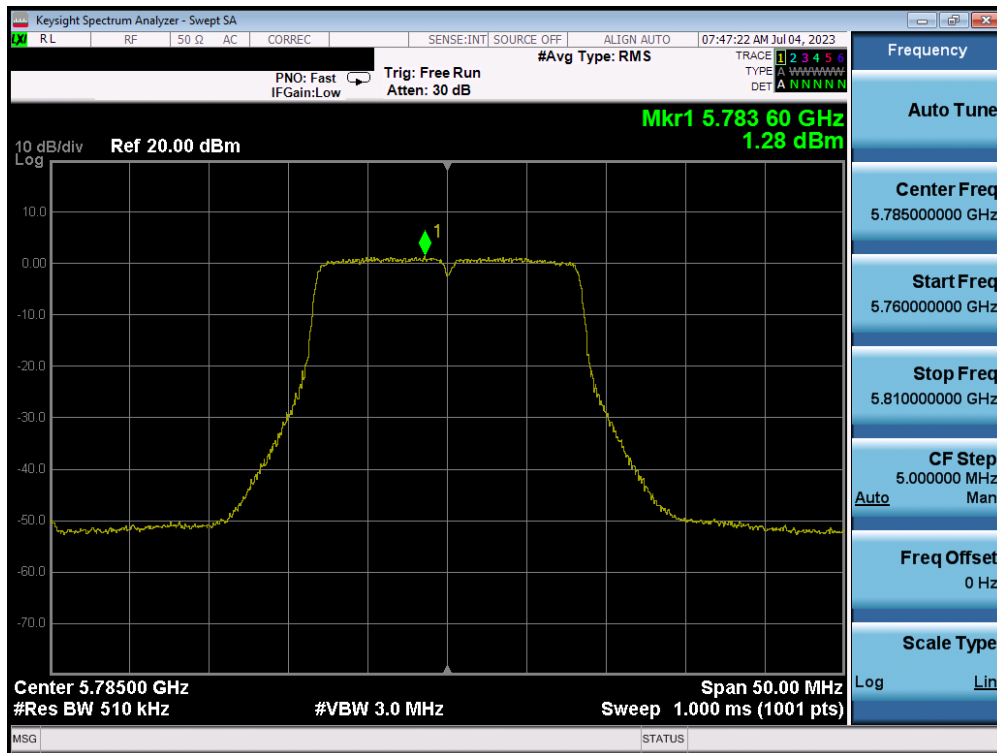 Keysight Spectrum Analyzer - Swept SA
LXI RL RF 50 Ω AC CORREC SENSE:INT SOURCE OFF ALIGN AUTO 07:47:22 AM Jul 04, 2023
#Avg Type: RMS
TRACE 1 2 3 4 5 6
TYPE A WWWWW
DET A N N N N N
PNO: Fast
IFGain:Low
Trig: Free Run
Atten: 30 dB
Mkr1 5.783 60 GHz
1.28 dBm
10 dB/div Ref 20.00 dBm
Log
1
10.0
0.00
-10.0
-20.0
-30.0
-40.0
-50.0
-60.0
-70.0
Center 5.78500 GHz Span 50.00 MHz
#Res BW 510 kHz #VBW 3.0 MHz Sweep 1.000 ms (1001 pts)
MSG STATUS
Frequency
Auto Tune
Center Freq
5.785000000 GHz
Start Freq
5.760000000 GHz
Stop Freq
5.810000000 GHz
CF Step
5.000000 MHz
Auto Man
Freq Offset
0 Hz
Scale Type
Log Lin